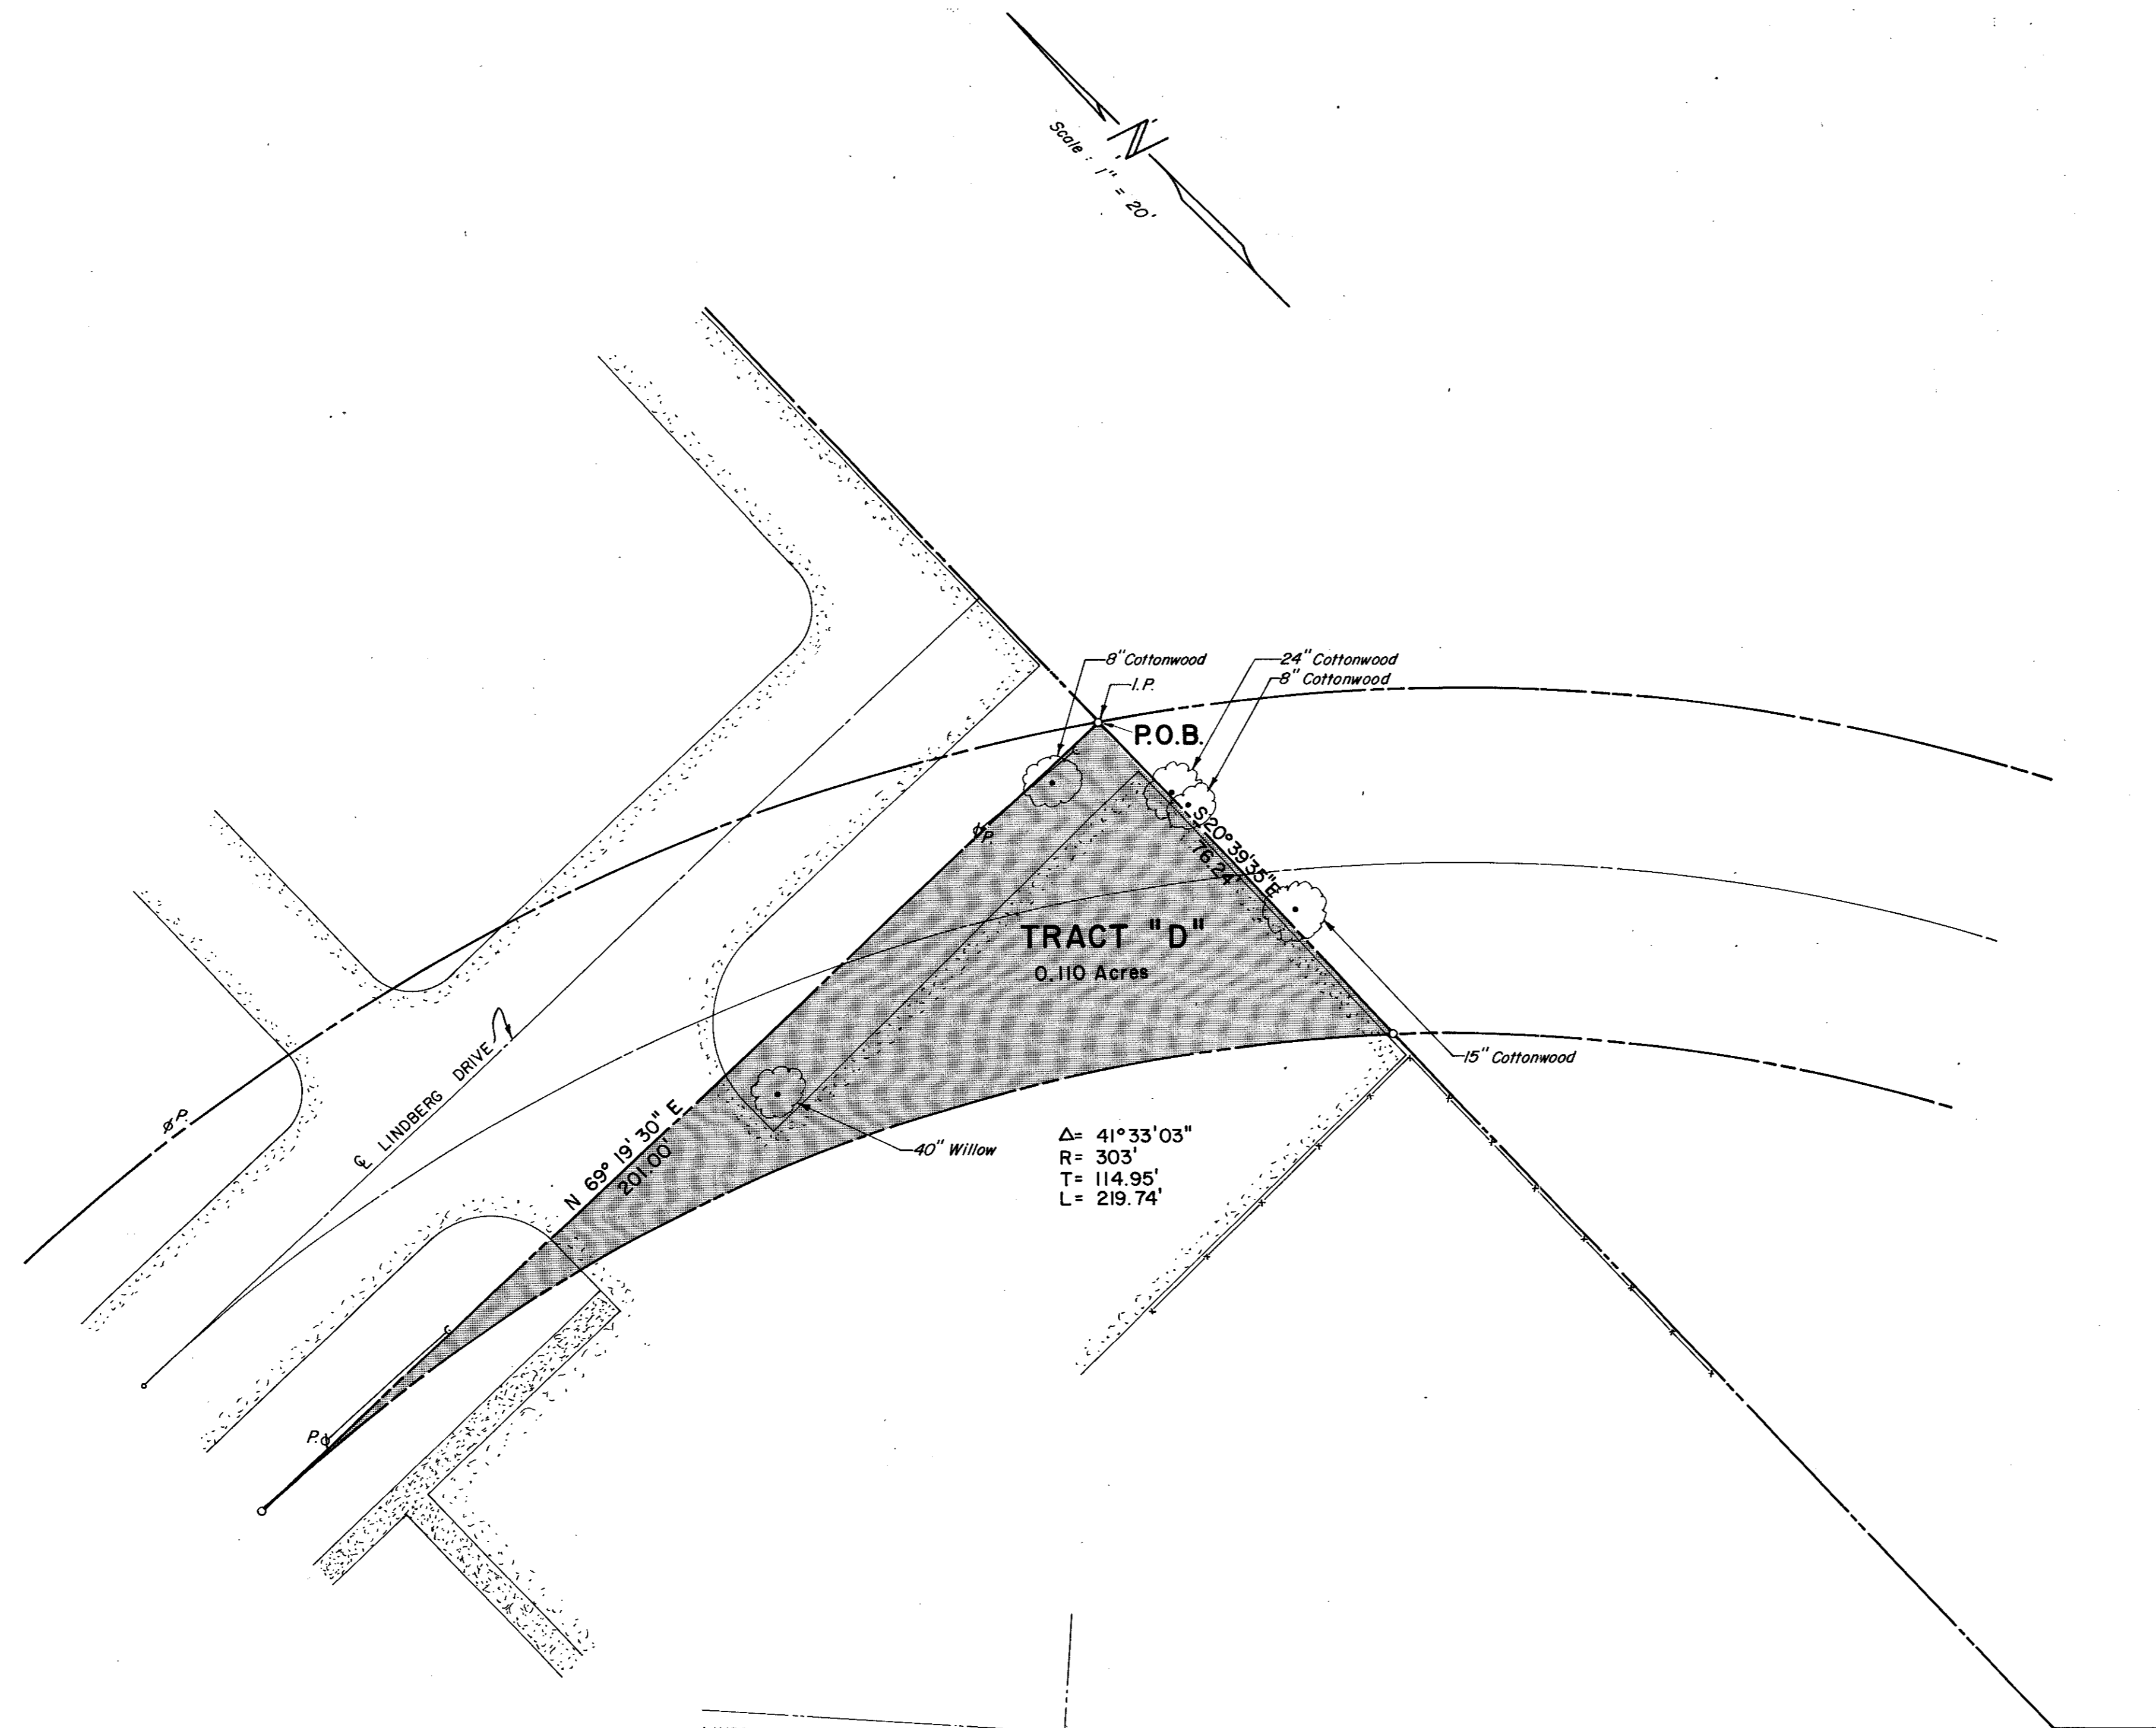 N
Scale : 1" = 20'
8" Cottonwood
24" Cottonwood
8" Cottonwood
I.P.
P.O.B.
P.
S 20° 39' 35" E
76.24'
TRACT "D"
0.110 Acres
15" Cottonwood
P.
℄ LINDBERG DRIVE
N 69° 19' 30" E
201.00'
40" Willow
Δ= 41°33'03"
R= 303'
T= 114.95'
L= 219.74'
P.